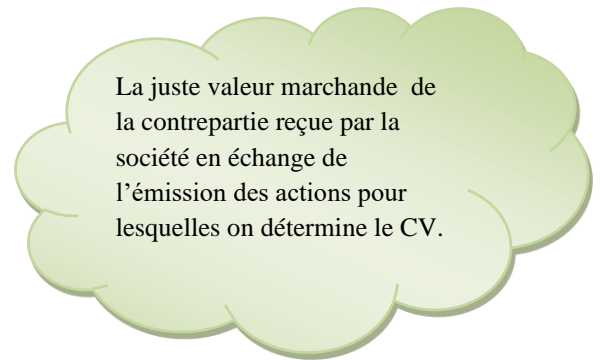 La juste valeur marchande  de
la contrepartie reçue par la
société en échange de
l’émission des actions pour
lesquelles on détermine le CV.